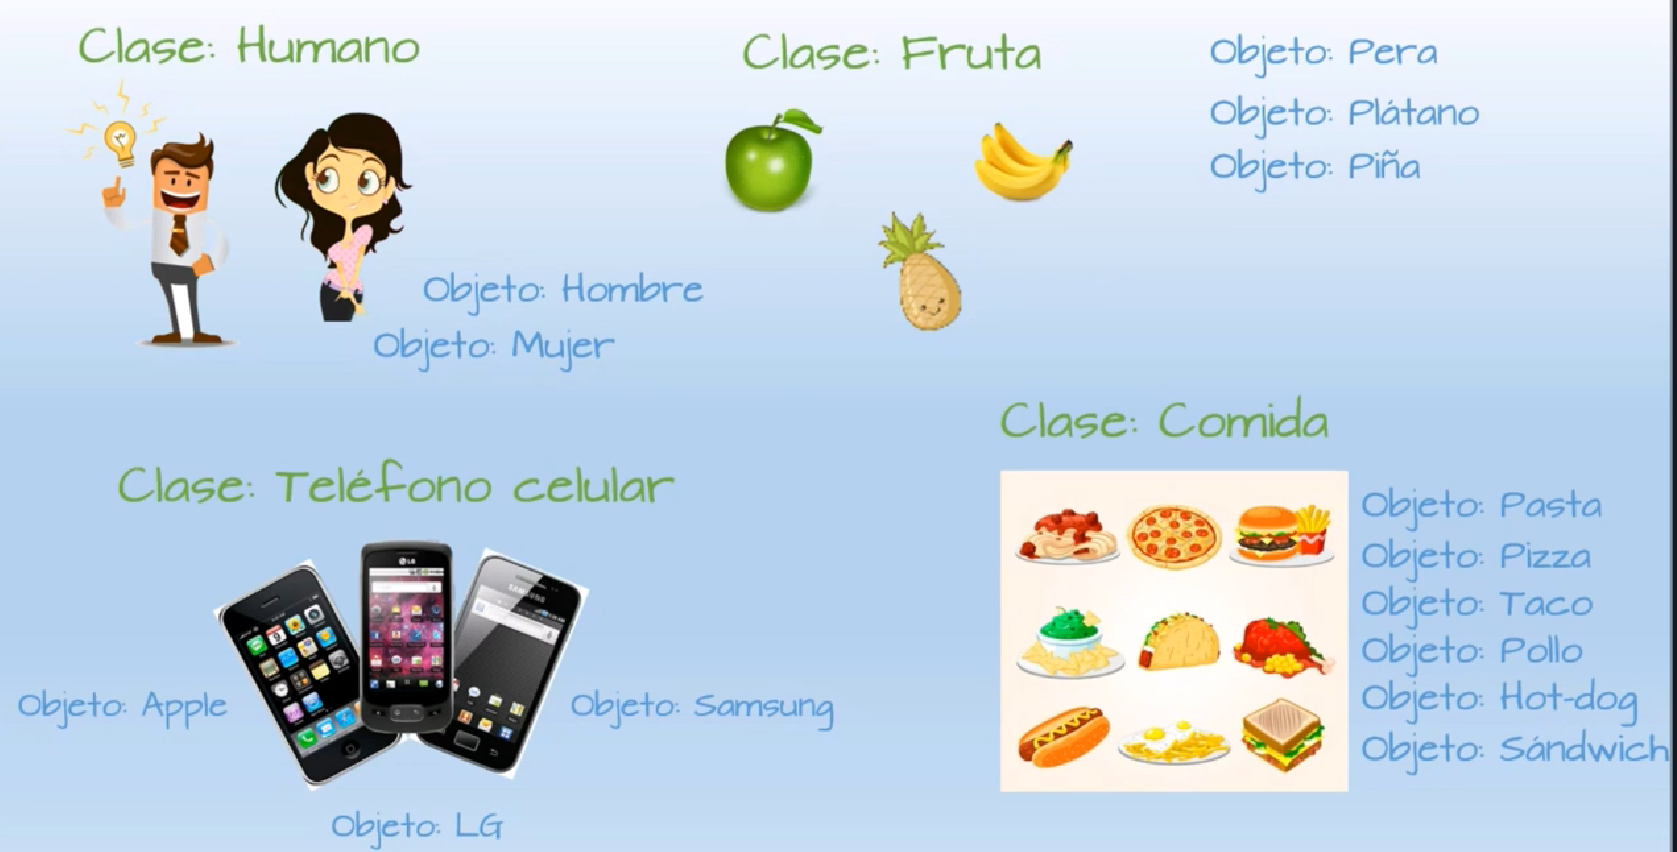 Clase: Humano
Objeto: Hombre
Objeto: Mujer
Clase: Fruta
Objeto: Pera
Objeto: Plátano
Objeto: Piña
Clase: Teléfono celular
LG
SAMSUNG
Objeto: Apple
Objeto: Samsung
Objeto: LG
Clase: Comida
Objeto: Pasta
Objeto: Pizza
Objeto: Taco
Objeto: Pollo
Objeto: Hot-dog
Objeto: Sándwich